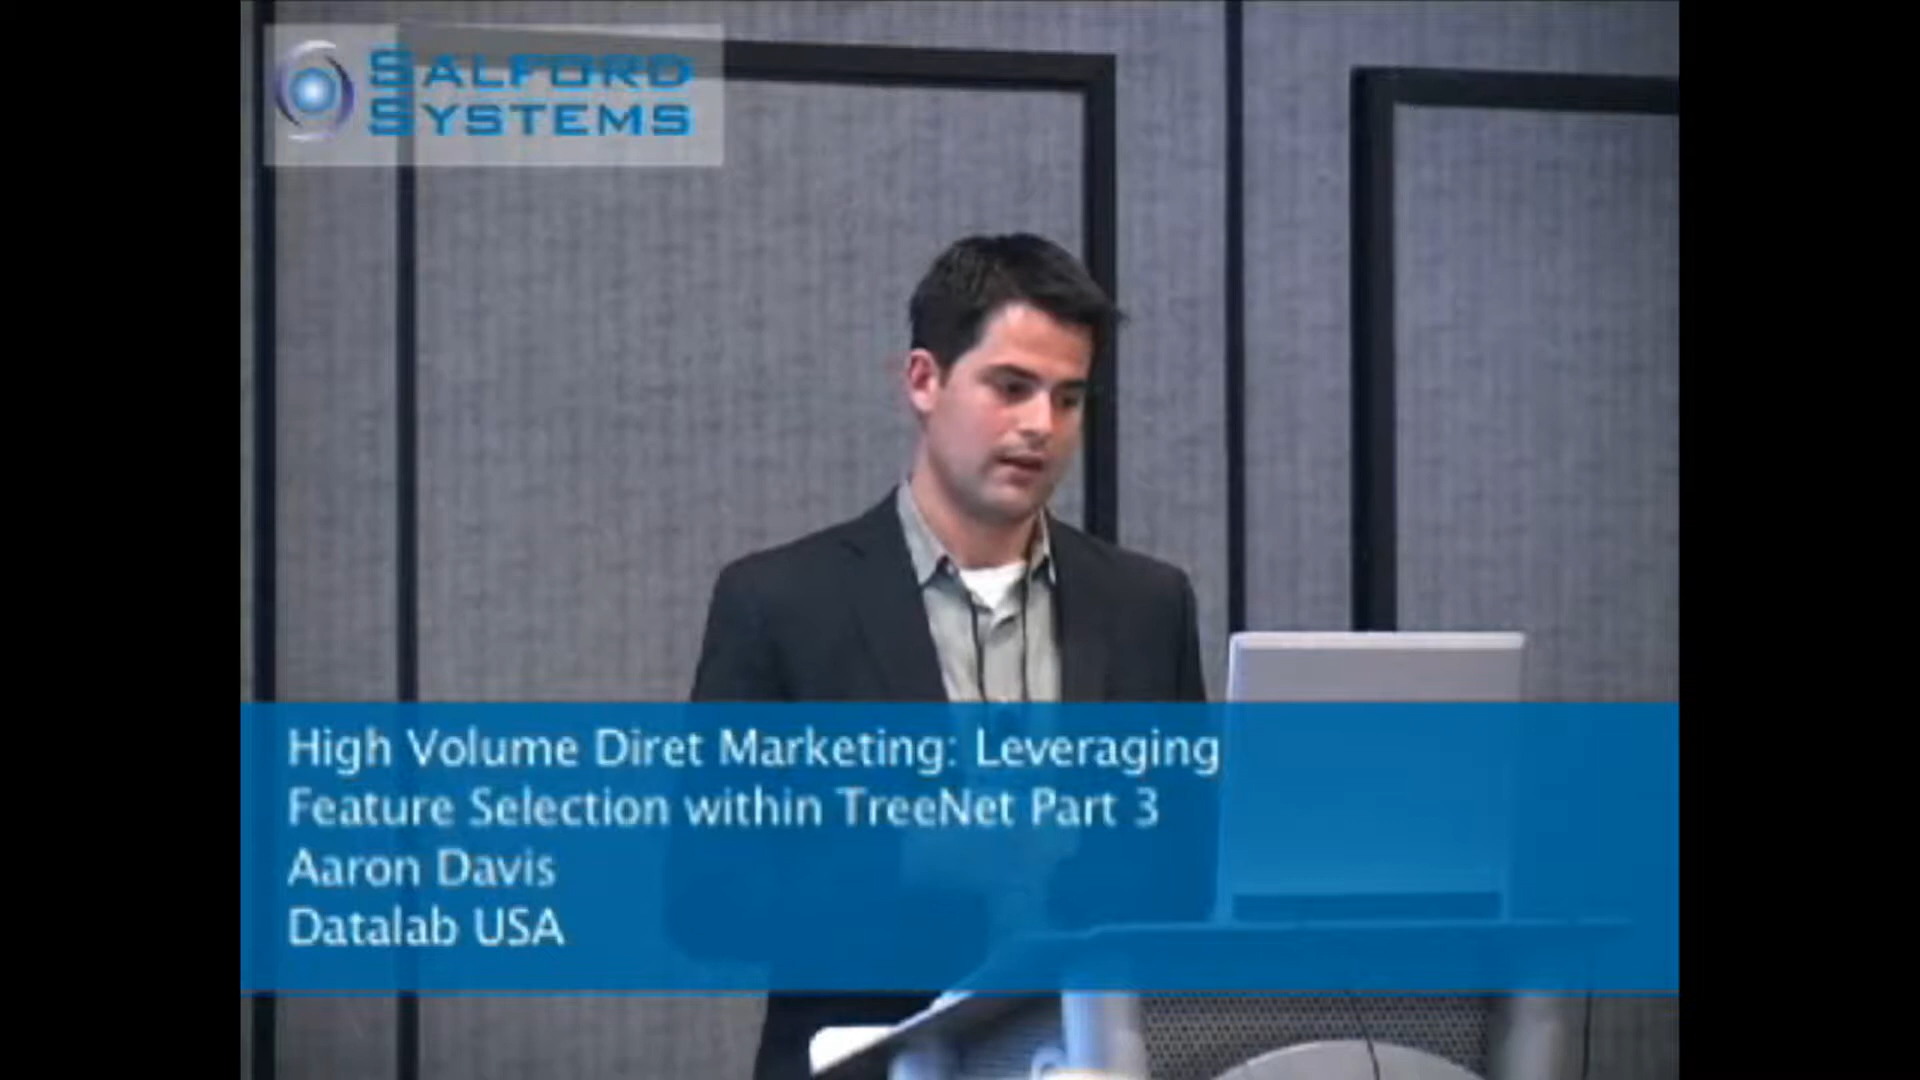 SALFORD
SYSTEMS
High Volume Diret Marketing: Leveraging
Feature Selection within TreeNet Part 3
Aaron Davis
Datalab USA